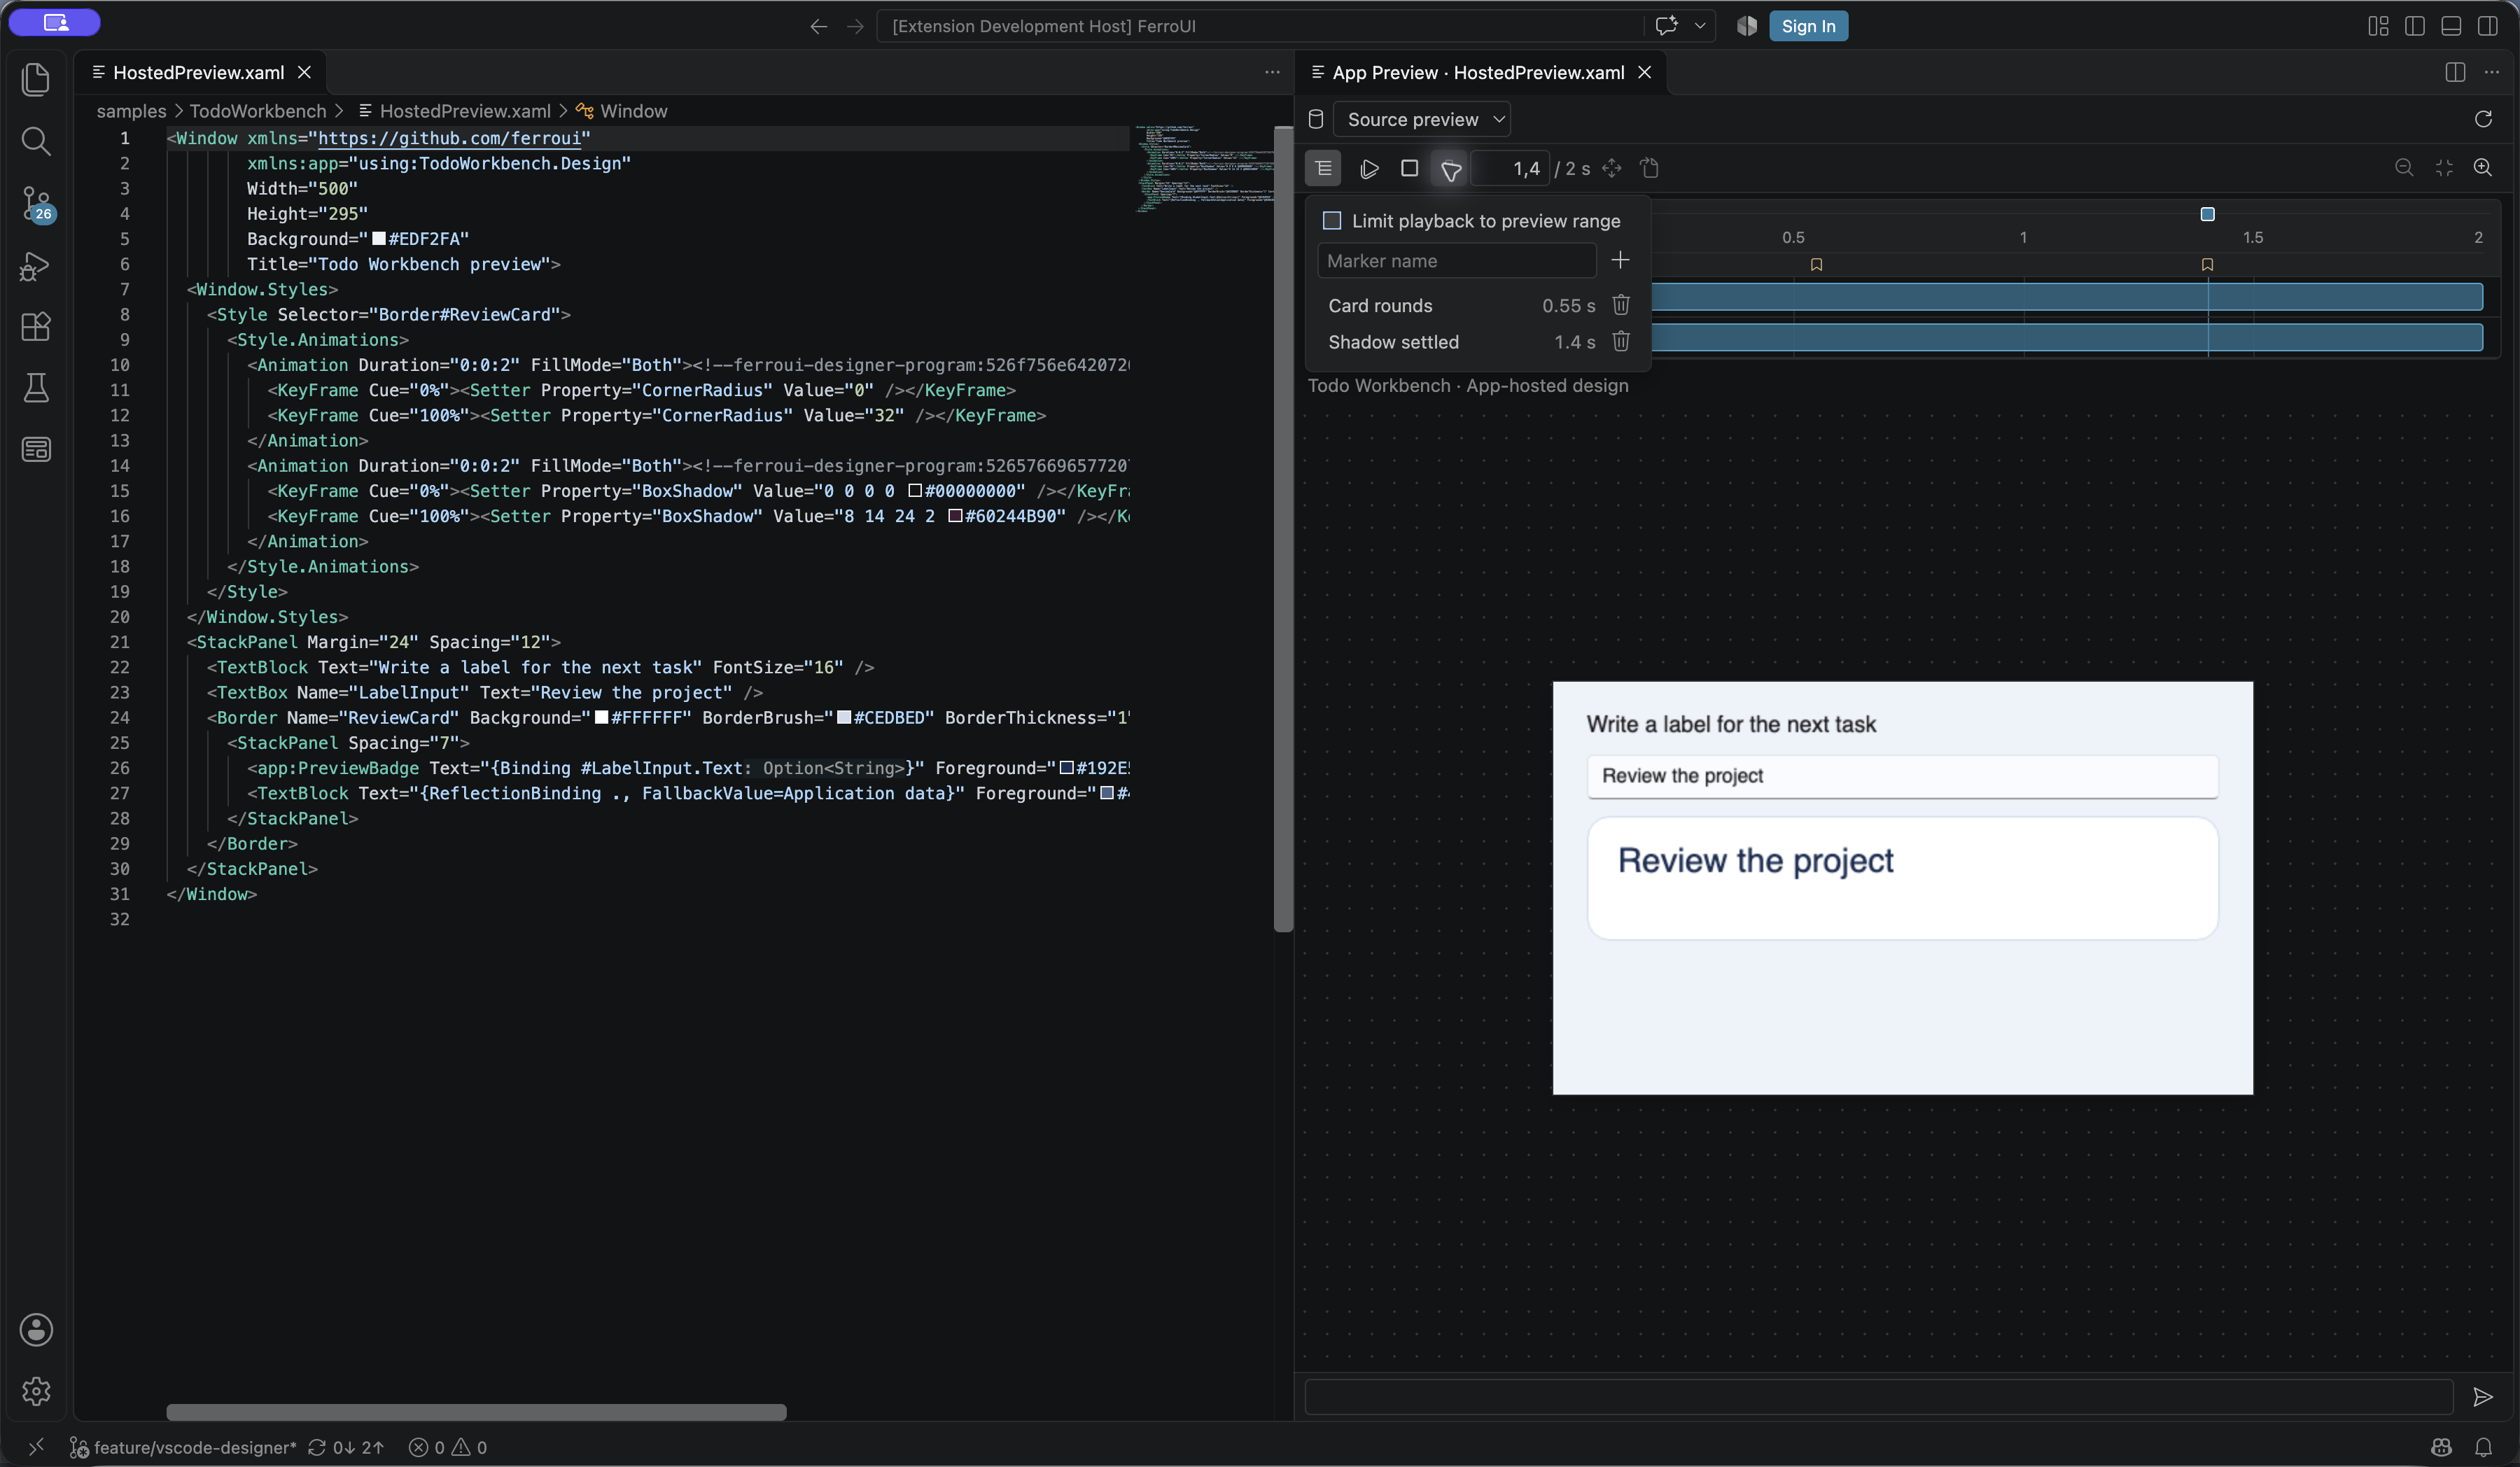 [Extension Development Host] FerroUI
Sign In
HostedPreview.xaml
samples > TodoWorkbench > HostedPreview.xaml > Window
26
1 <Window xmlns="https://github.com/ferroui"
2 xmlns:app="using:TodoWorkbench.Design"
3 Width="500"
4 Height="295"
5 Background="#EDF2FA"
6 Title="Todo Workbench preview">
7 <Window.Styles>
8 <Style Selector="Border#ReviewCard">
9 <Style.Animations>
10 <Animation Duration="0:0:2" FillMode="Both"><!--ferroui-designer-program:526f756e6420720
11 <KeyFrame Cue="0%"><Setter Property="CornerRadius" Value="0" /></KeyFrame>
12 <KeyFrame Cue="100%"><Setter Property="CornerRadius" Value="32" /></KeyFrame>
13 </Animation>
14 <Animation Duration="0:0:2" FillMode="Both"><!--ferroui-designer-program:526576696577720
15 <KeyFrame Cue="0%"><Setter Property="BoxShadow" Value="0 0 0 0 #00000000" /></KeyFra
16 <KeyFrame Cue="100%"><Setter Property="BoxShadow" Value="8 14 24 2 #60244B90" /></Ke
17 </Animation>
18 </Style.Animations>
19 </Style>
20 </Window.Styles>
21 <StackPanel Margin="24" Spacing="12">
22 <TextBlock Text="Write a label for the next task" FontSize="16" />
23 <TextBox Name="LabelInput" Text="Review the project" />
24 <Border Name="ReviewCard" Background="#FFFFFF" BorderBrush="#CEDBED" BorderThickness="1"
25 <StackPanel Spacing="7">
26 <app:PreviewBadge Text="{Binding #LabelInput.Text: Option<String>}" Foreground="#192E5
27 <TextBlock Text="{ReflectionBinding ., FallbackValue=Application data}" Foreground="#4
28 </StackPanel>
29 </Border>
30 </StackPanel>
31 </Window>
32
App Preview · HostedPreview.xaml
Source preview
1,4 / 2 s
Limit playback to preview range
Marker name
Card rounds 0.55 s
Shadow settled 1.4 s
0.5 1 1.5 2
Todo Workbench · App-hosted design
Write a label for the next task
Review the project
Review the project
feature/vscode-designer* 0↓ 2↑ 0 0